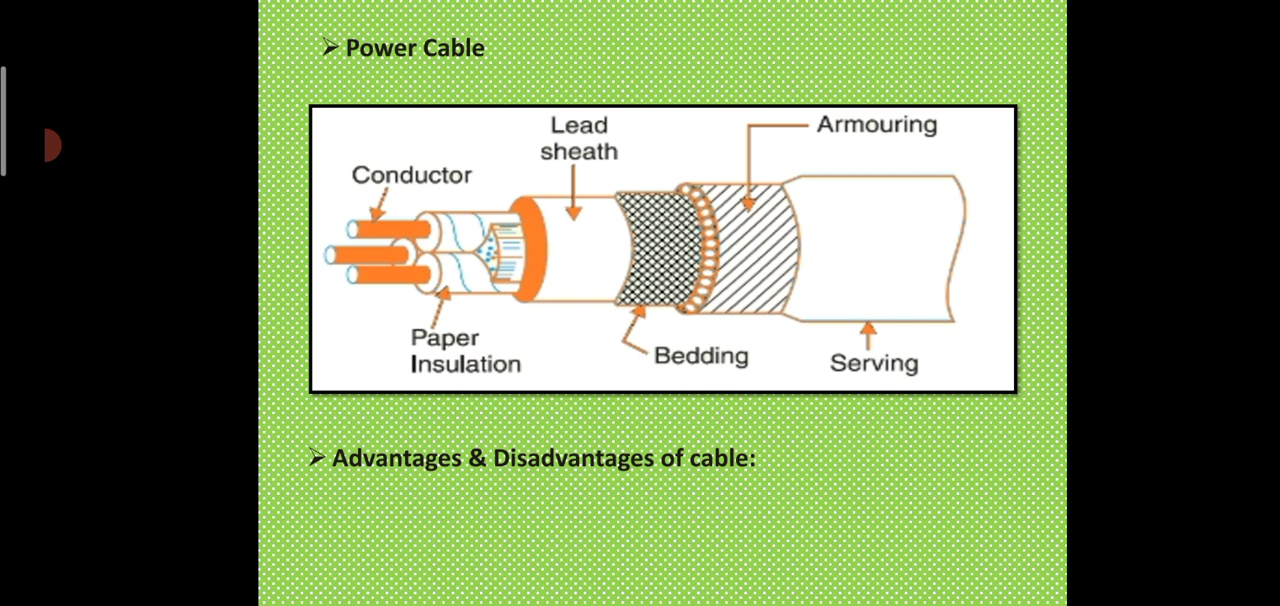 ➢ Power Cable
Lead
sheath
Armouring
Conductor
Paper
Insulation
Bedding
Serving
➢ Advantages & Disadvantages of cable: